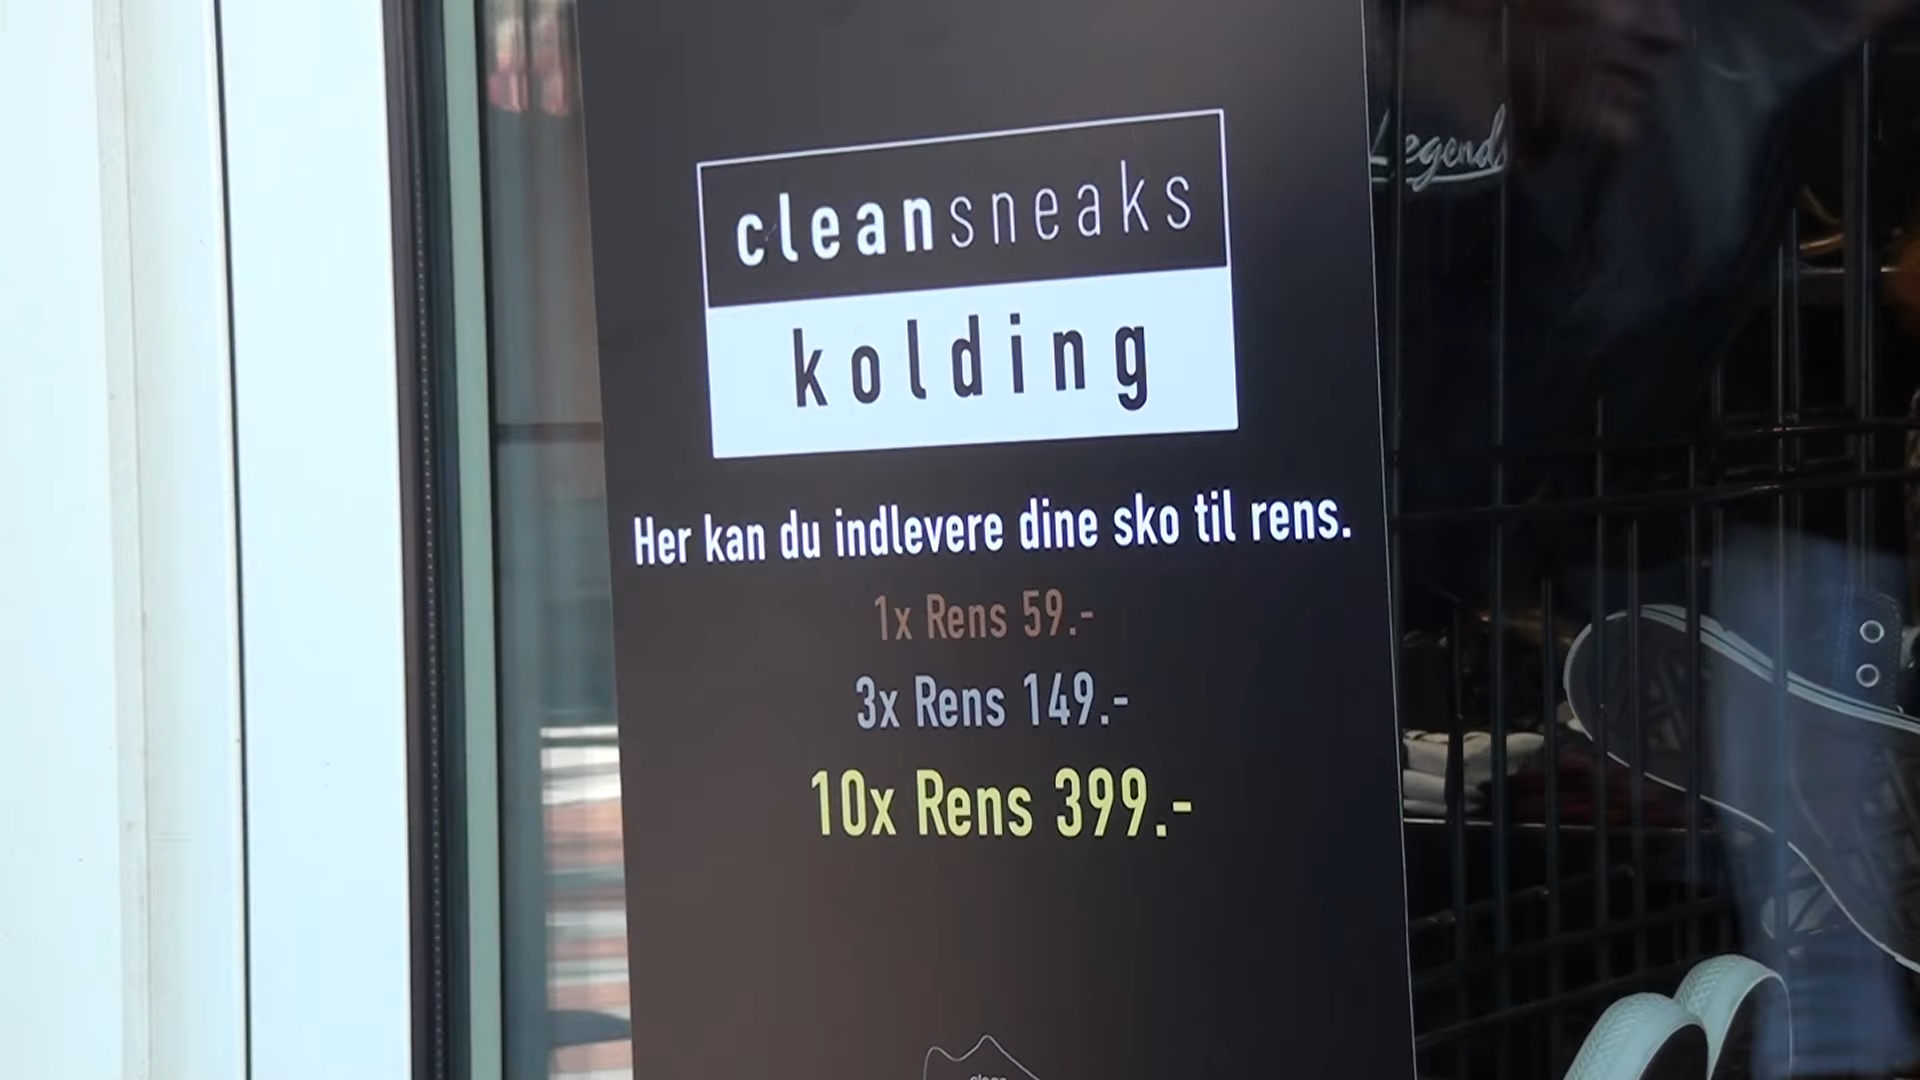 cleansneaks
kolding
Her kan du indlevere dine sko til rens.
1x Rens 59.-
3x Rens 149.-
10x Rens 399.-
Legends